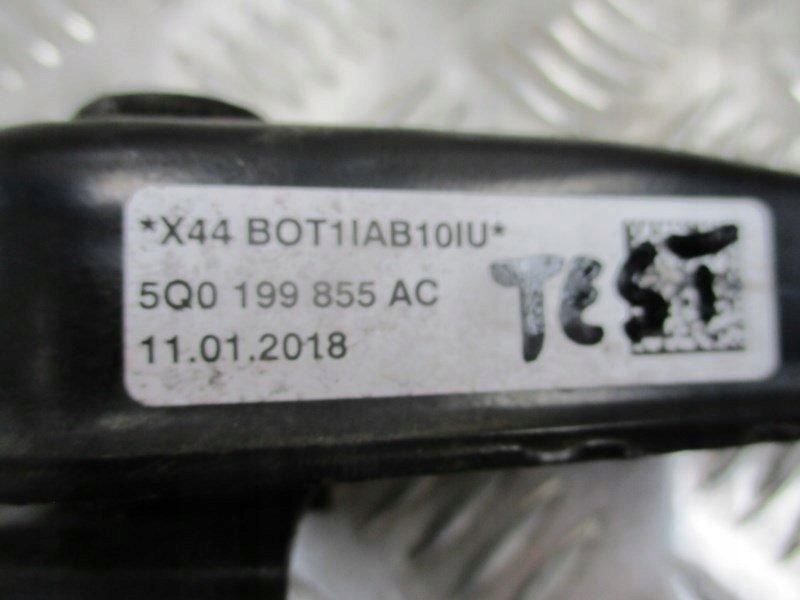 *X44 BOT1IAB10IU*
5Q0 199 855 AC
TEST
11.01.2018